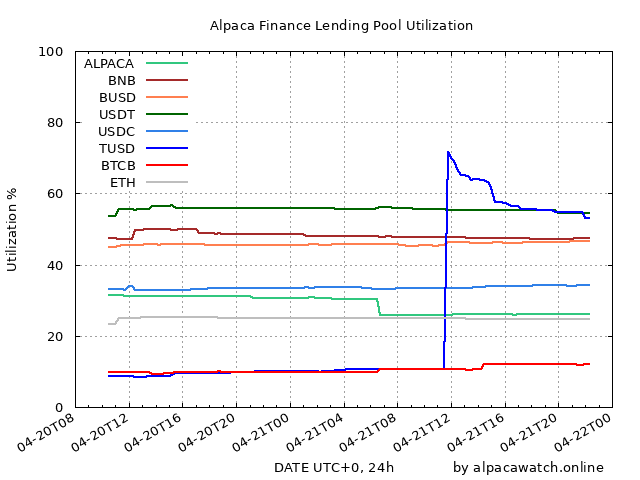 Alpaca Finance Lending Pool Utilization
100
80
60
40
20
0
Utilization %
ALPACA
BNB
BUSD
USDT
USDC
TUSD
BTCB
ETH
04-20T08
04-20T12
04-20T16
04-20T20
04-21T00
04-21T04
04-21T08
04-21T12
04-21T16
04-21T20
04-22T00
DATE UTC+0, 24h
by alpacawatch.online